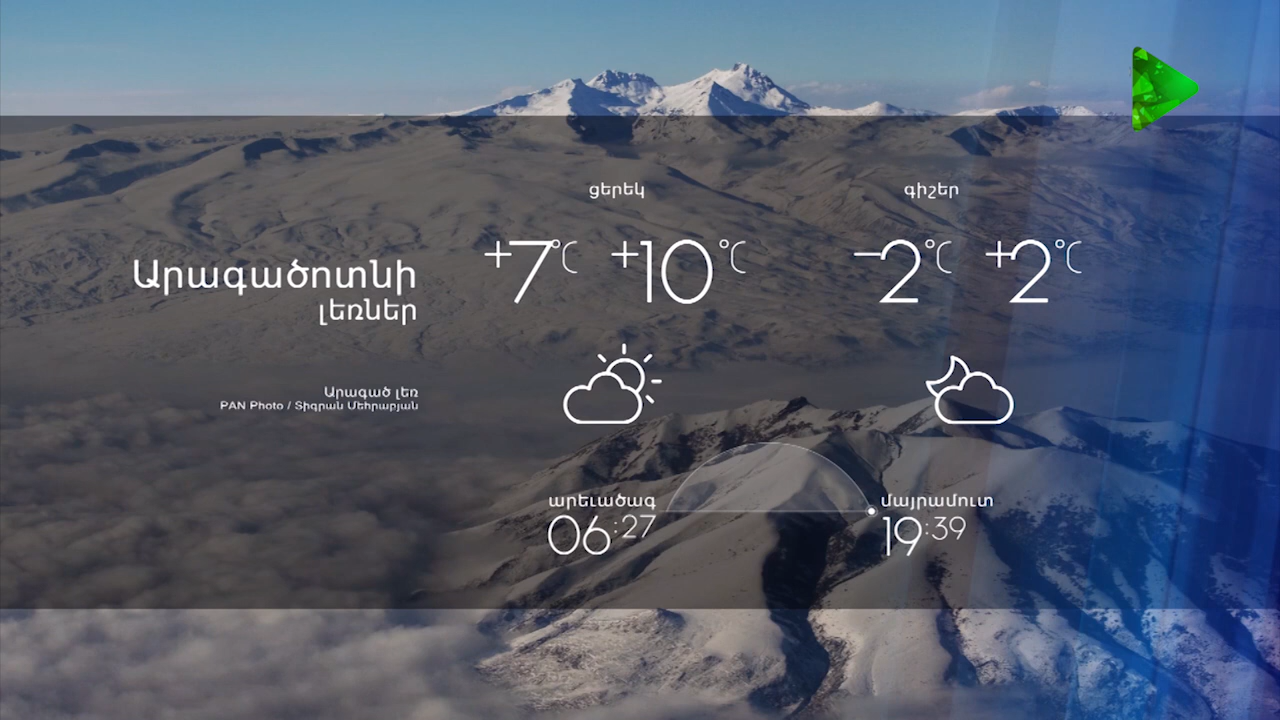 ցերեկ
գիշեր
+7°C +10°C
-2°C +2°C
Արագածոտնի
լեռներ
Արագած լեռ
PAN Photo / Տիգրան Մեհրաբյան
արեւածագ
06:27
մայրամուտ
19:39